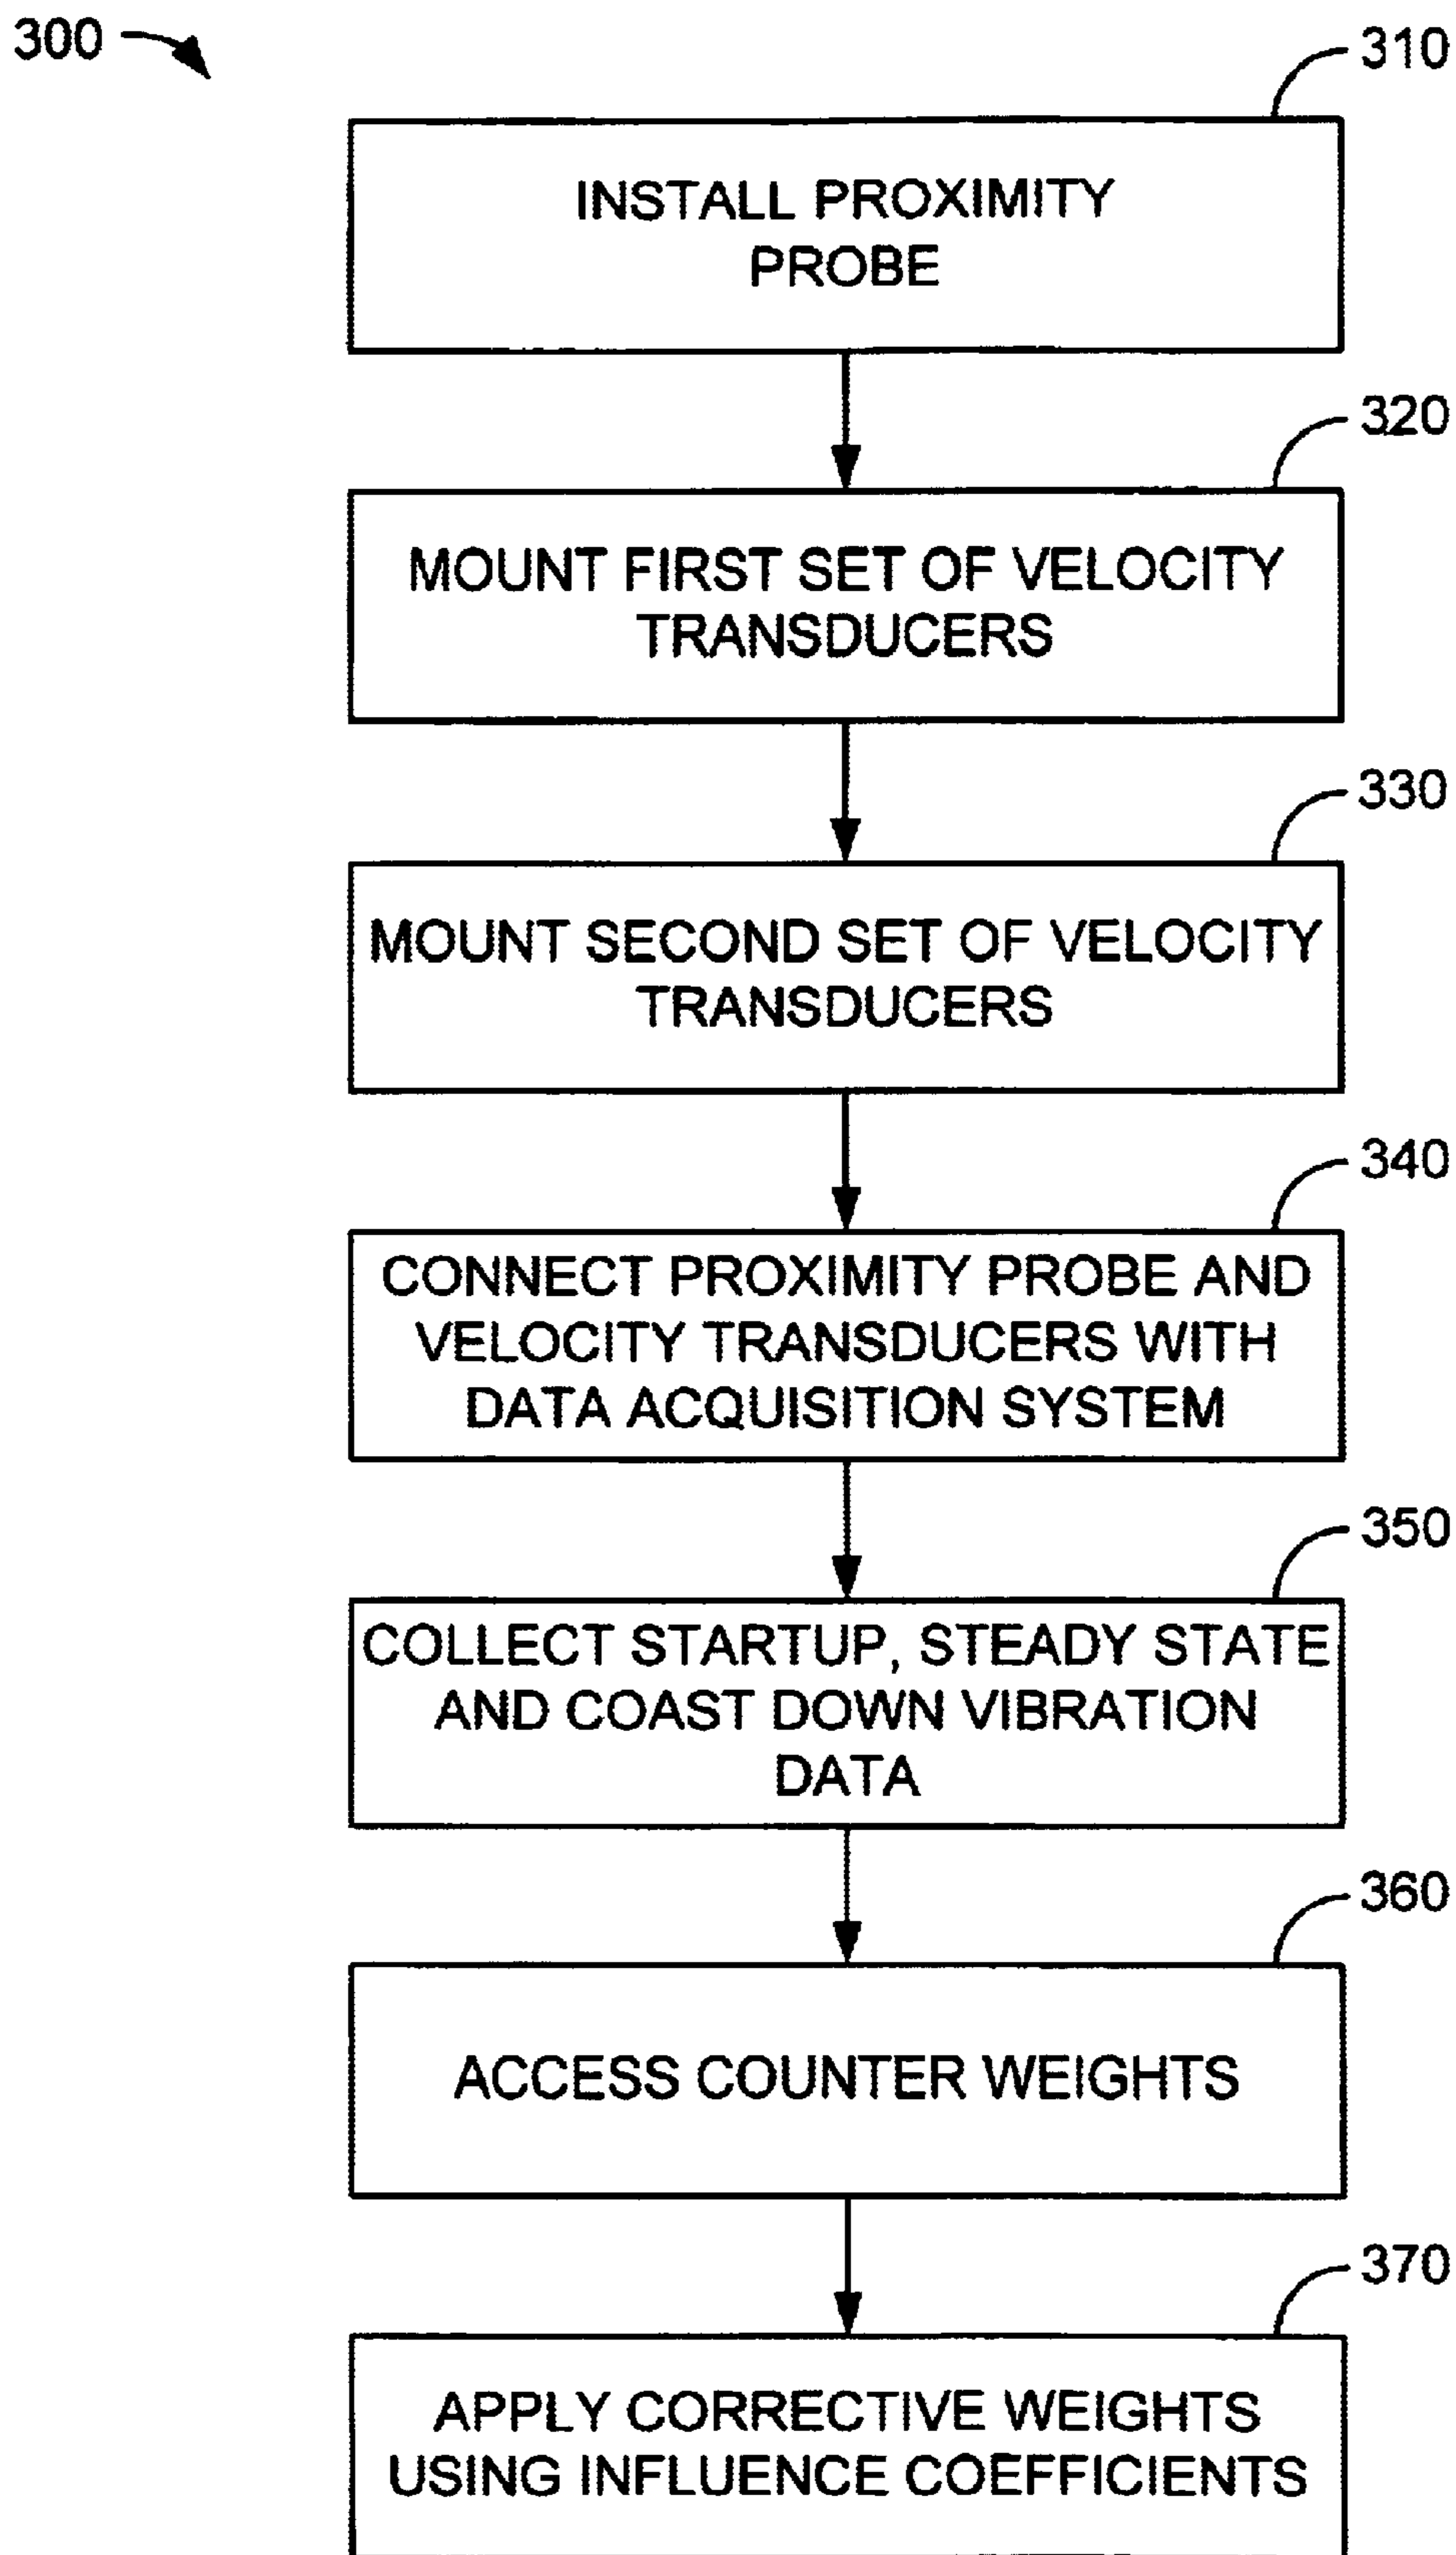 300
310
INSTALL PROXIMITY
PROBE
320
MOUNT FIRST SET OF VELOCITY
TRANSDUCERS
330
MOUNT SECOND SET OF VELOCITY
TRANSDUCERS
340
CONNECT PROXIMITY PROBE AND
VELOCITY TRANSDUCERS WITH
DATA ACQUISITION SYSTEM
350
COLLECT STARTUP, STEADY STATE
AND COAST DOWN VIBRATION
DATA
360
ACCESS COUNTER WEIGHTS
370
APPLY CORRECTIVE WEIGHTS
USING INFLUENCE COEFFICIENTS